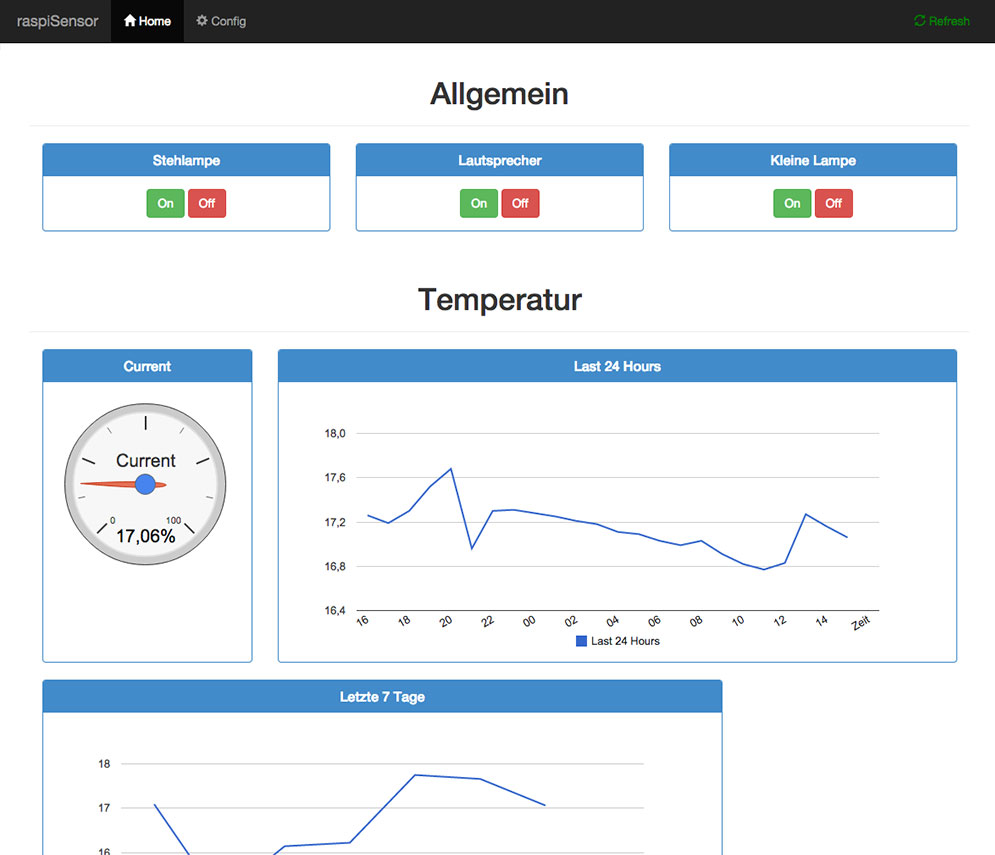 raspiSensor Home Config Refresh
Allgemein
Stehlampe Lautsprecher Kleine Lampe
On Off On Off On Off
Temperatur
Current Last 24 Hours
Current
0 100
17,06%
18,0
17,6
17,2
16,8
16,4
16 18 20 22 00 02 04 06 08 10 12 14 Zeit
Last 24 Hours
Letzte 7 Tage
18
17
16